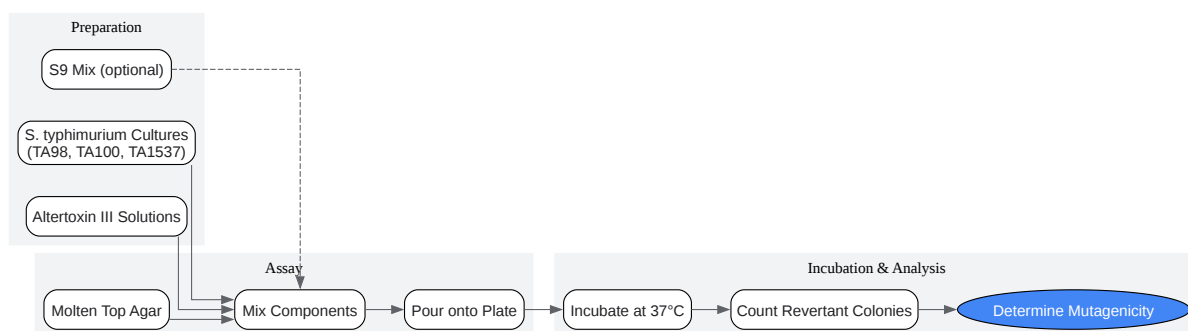 Preparation
S9 Mix (optional)
S. typhimurium Cultures
(TA98, TA100, TA1537)
Altertoxin III Solutions
Assay
Molten Top Agar
Mix Components
Pour onto Plate
Incubation & Analysis
Incubate at 37°C
Count Revertant Colonies
Determine Mutagenicity